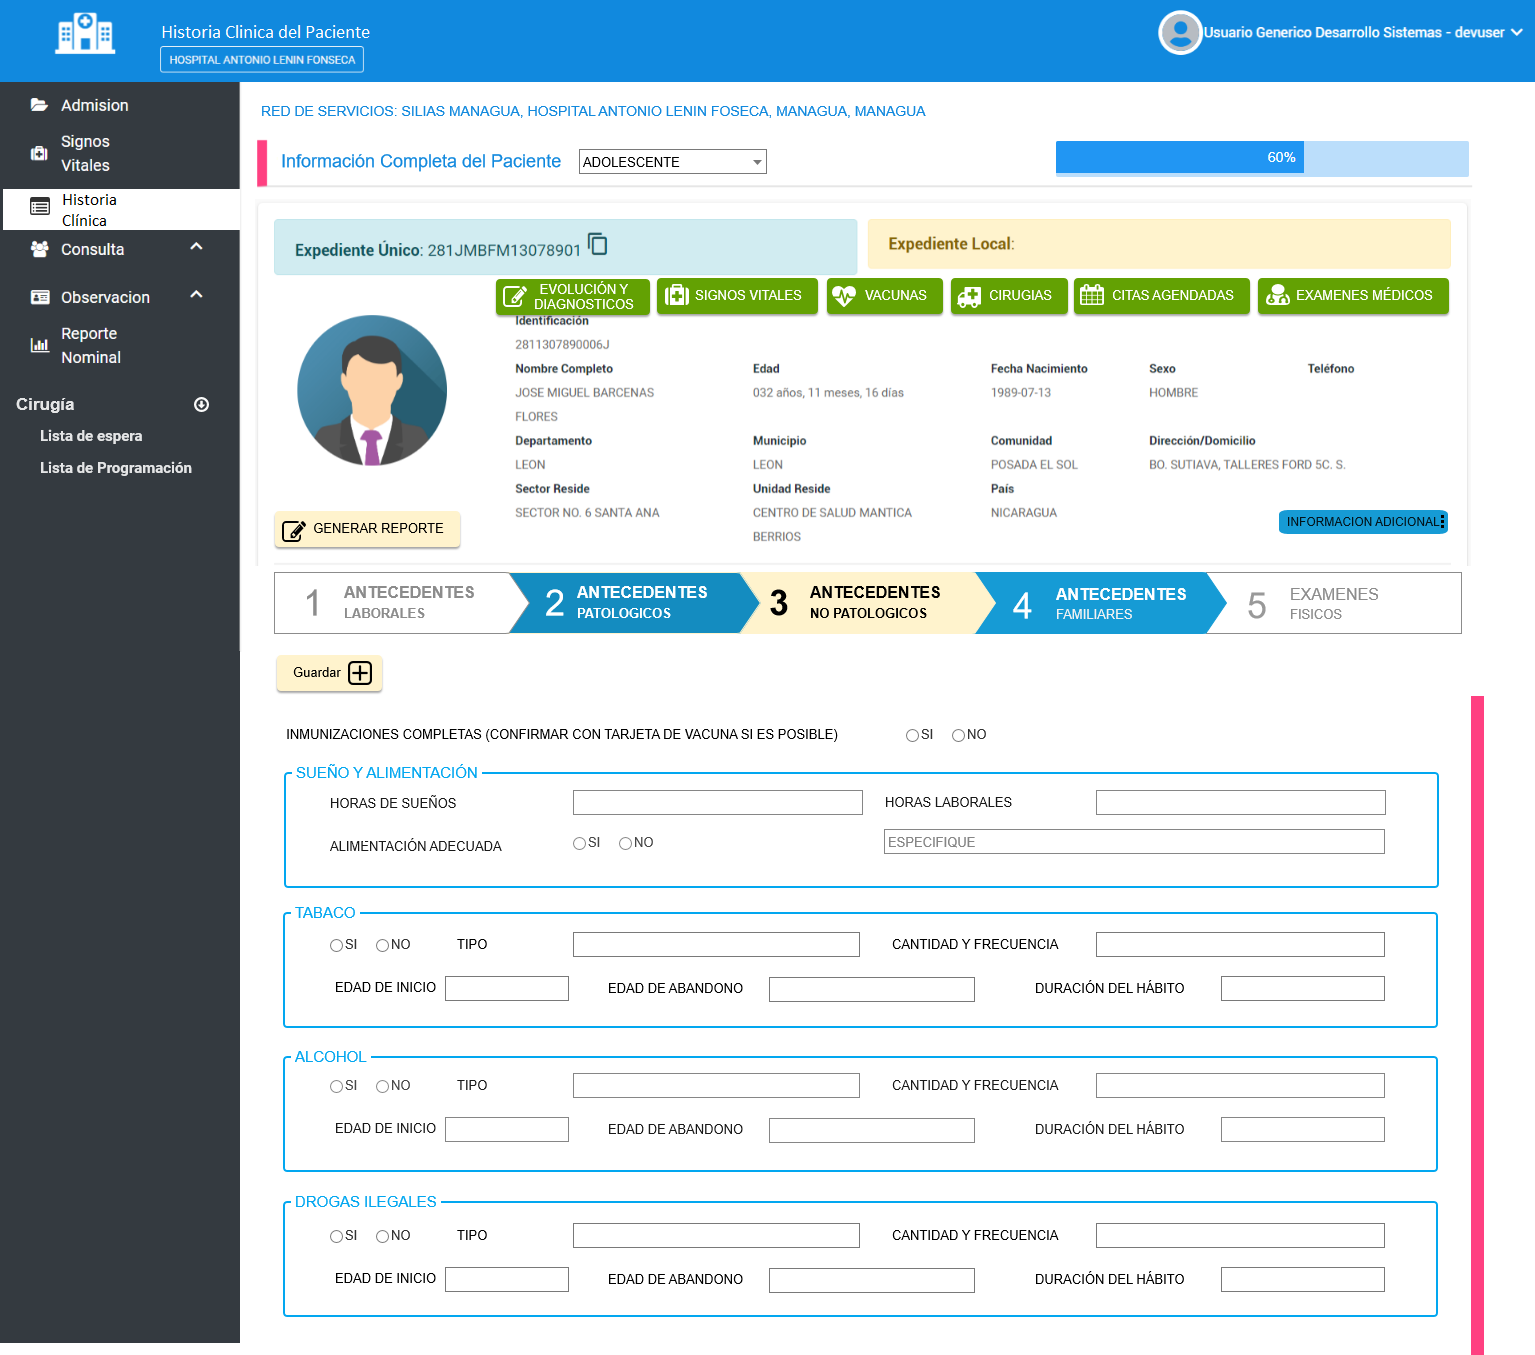 Historia Clinica del Paciente
HOSPITAL ANTONIO LENIN FONSECA
Usuario Generico Desarrollo Sistemas - devuser
Admision
Signos
Vitales
Historia
Clínica
Consulta
Observacion
Reporte
Nominal
Cirugía
Lista de espera
Lista de Programación
RED DE SERVICIOS: SILIAS MANAGUA, HOSPITAL ANTONIO LENIN FOSECA, MANAGUA, MANAGUA
Información Completa del Paciente
ADOLESCENTE
60%
Expediente Único: 281JMBFM13078901
Expediente Local:
EVOLUCIÓN Y
DIAGNOSTICOS
SIGNOS VITALES
VACUNAS
CIRUGIAS
CITAS AGENDADAS
EXAMENES MÉDICOS
Identificación
2811307890006J
Nombre Completo
Edad
Fecha Nacimiento
Sexo
Teléfono
JOSE MIGUEL BARCENAS
FLORES
032 años, 11 meses, 16 días
1989-07-13
HOMBRE
Departamento
Municipio
Comunidad
Dirección/Domicilio
LEON
LEON
POSADA EL SOL
BO. SUTIAVA, TALLERES FORD 5C. S.
Sector Reside
Unidad Reside
País
SECTOR NO. 6 SANTA ANA
CENTRO DE SALUD MANTICA
BERRIOS
NICARAGUA
GENERAR REPORTE
INFORMACION ADICIONAL
1 ANTECEDENTES
LABORALES
2 ANTECEDENTES
PATOLOGICOS
3 ANTECEDENTES
NO PATOLOGICOS
4 ANTECEDENTES
FAMILIARES
5 EXAMENES
FISICOS
Guardar
INMUNIZACIONES COMPLETAS (CONFIRMAR CON TARJETA DE VACUNA SI ES POSIBLE) SI NO
SUEÑO Y ALIMENTACIÓN
HORAS DE SUEÑOS HORAS LABORALES
ALIMENTACIÓN ADECUADA SI NO ESPECIFIQUE
TABACO
SI NO TIPO CANTIDAD Y FRECUENCIA
EDAD DE INICIO EDAD DE ABANDONO DURACIÓN DEL HÁBITO
ALCOHOL
SI NO TIPO CANTIDAD Y FRECUENCIA
EDAD DE INICIO EDAD DE ABANDONO DURACIÓN DEL HÁBITO
DROGAS ILEGALES
SI NO TIPO CANTIDAD Y FRECUENCIA
EDAD DE INICIO EDAD DE ABANDONO DURACIÓN DEL HÁBITO